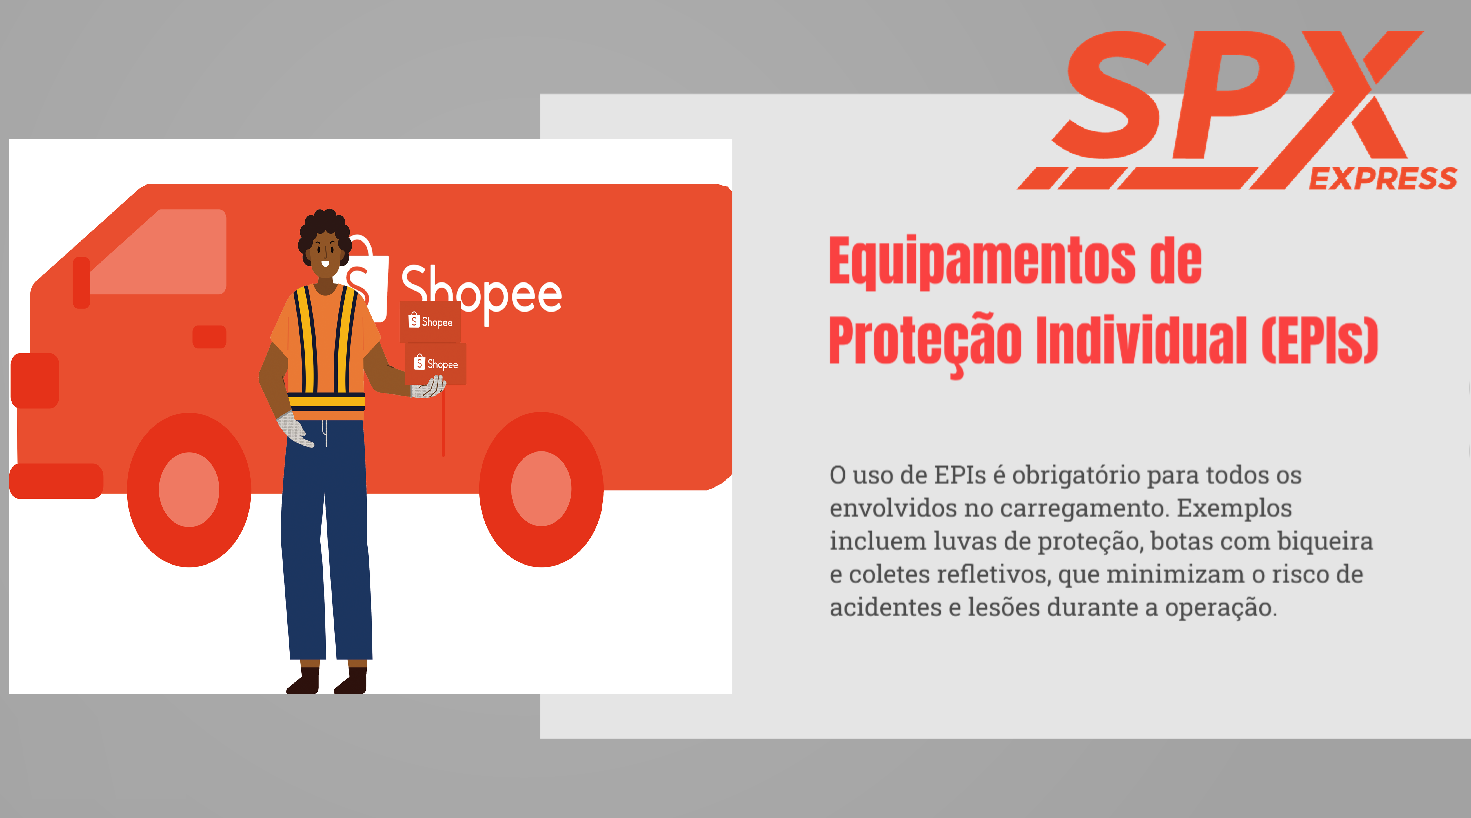 SPX
EXPRESS
Shopee
Shopee
Shopee
Equipamentos de
Proteção Individual (EPIs)
O uso de EPIs é obrigatório para todos os
envolvidos no carregamento. Exemplos
incluem luvas de proteção, botas com biqueira
e coletes refletivos, que minimizam o risco de
acidentes e lesões durante a operação.